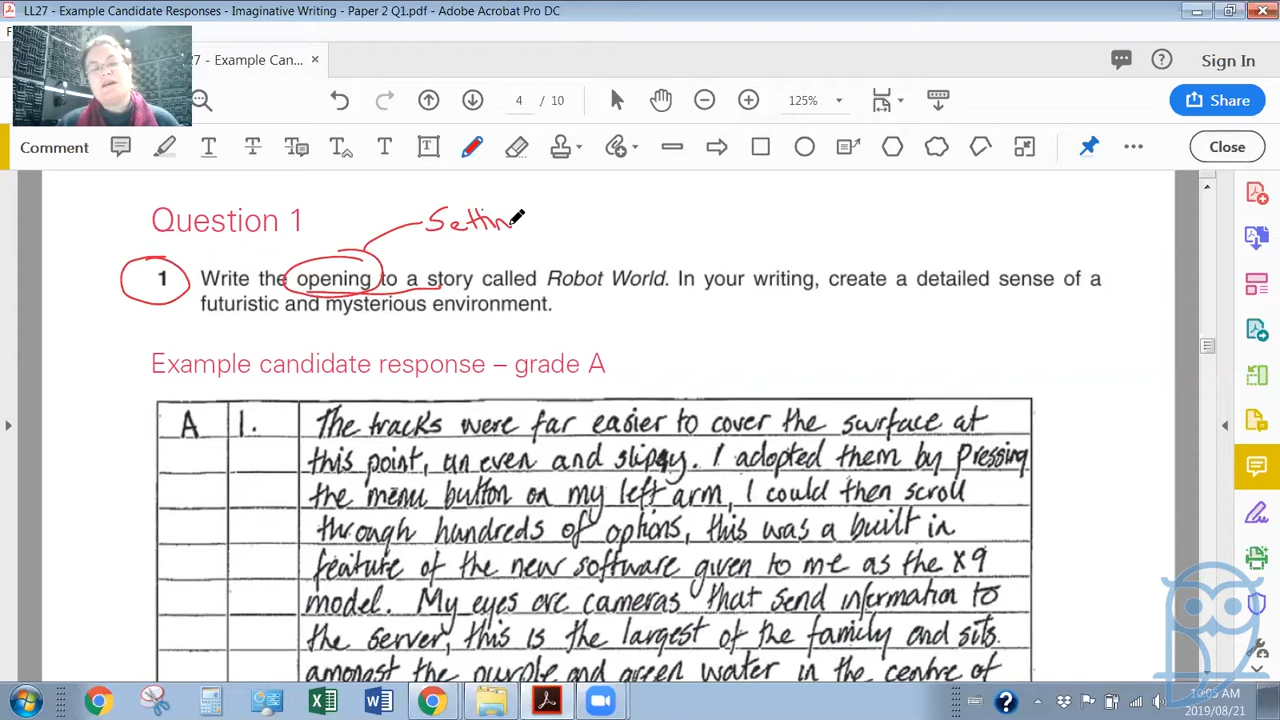 LL27 - Example Candidate Responses - Imaginative Writing - Paper 2 Q1.pdf - Adobe Acrobat Pro DC
F
27 - Example Can... ×
4 / 10
125%
Sign In
Share
Comment
Close
Question 1
Settin
1 Write the opening to a story called Robot World. In your writing, create a detailed sense of a
futuristic and mysterious environment.
Example candidate response – grade A
A 1. The tracks were far easier to cover the surface at
this point, un even and slippy. I adopted them by pressing
the menu button on my left arm, I could then scroll
through hundreds of options, this was a built in
feature of the new software given to me as the X9
model. My eyes are cameras that send information to
the server, this is the largest of the family and sits
amongst the purple and green water in the centre of
10:05 AM
2019/08/21